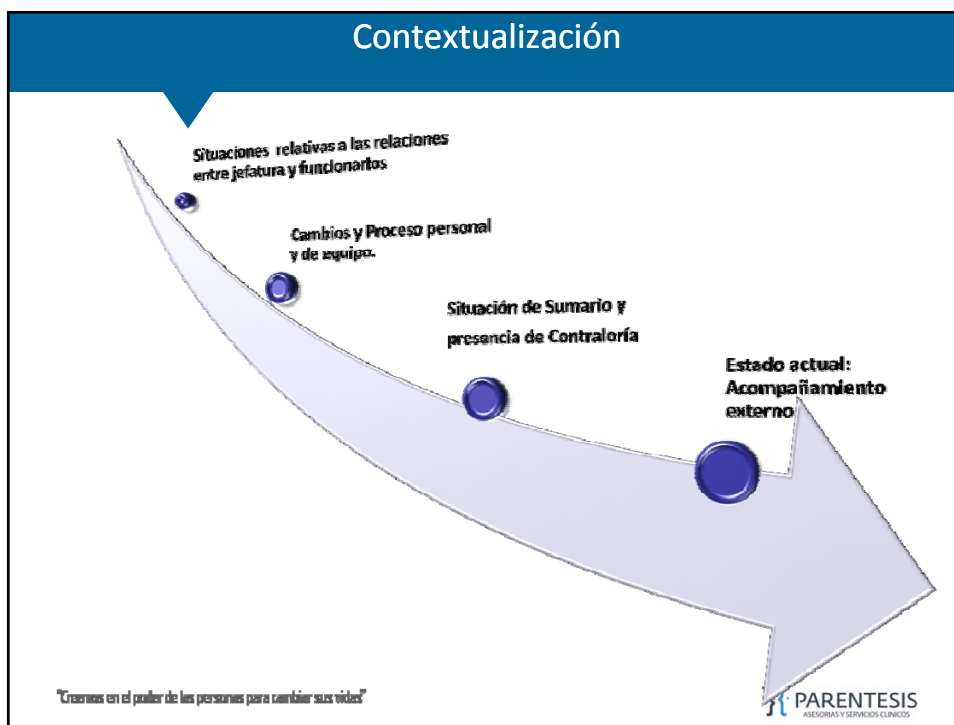 Contextualización
Situaciones relativas a las relaciones
entre jefatura y funcionarios
Cambios y Proceso personal
y de equipo.
Situación de Sumario y
presencia de Contraloría
Estado actual:
Acompañamiento
externo
"Creemos en el poder de las personas para cambiar sus vidas"
PARENTESIS
ASESORIAS Y SERVICIOS CLINICOS